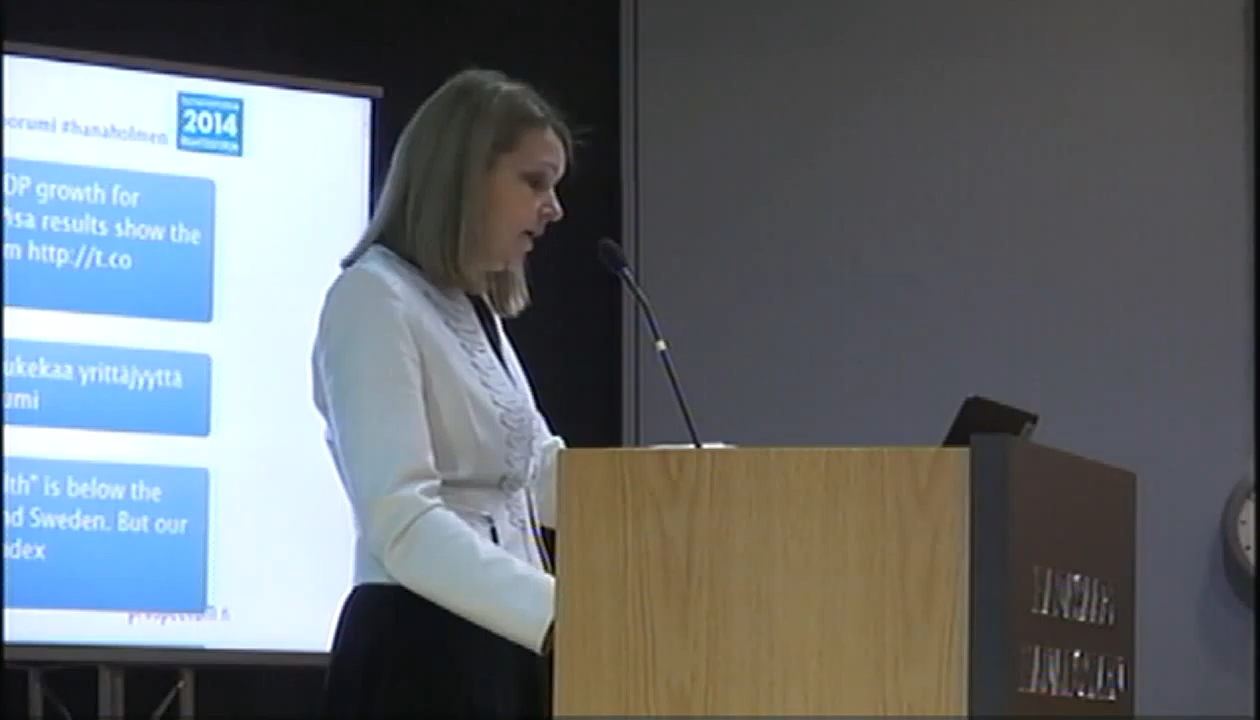 orumi #hanaholmen
2014
DP growth for
isa results show the
m http://t.co
ukekaa yrittäjyyttä
umi
lth" is below the
nd Sweden. But our
ndex